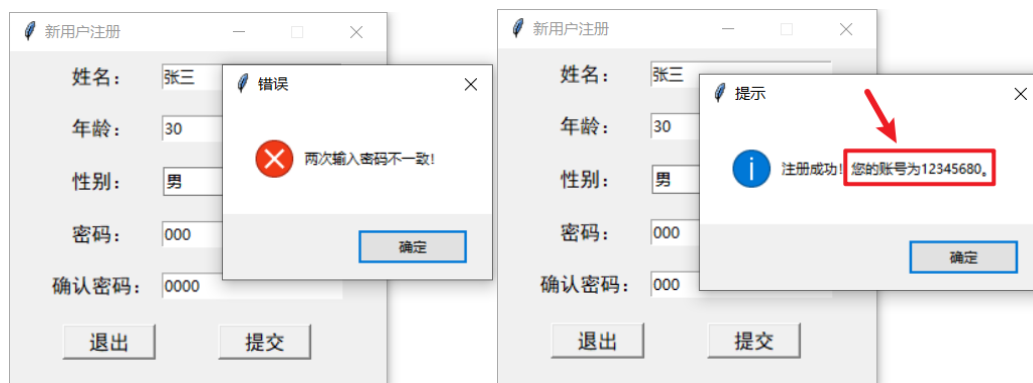 新用户注册
姓名： 张三
错误
年龄： 30
两次输入密码不一致!
性别： 男
密码： 000
确定
确认密码： 0000
退出 提交
新用户注册
姓名： 张三
提示
年龄： 30
注册成功! 您的账号为12345680。
性别： 男
密码： 000
确定
确认密码： 000
退出 提交